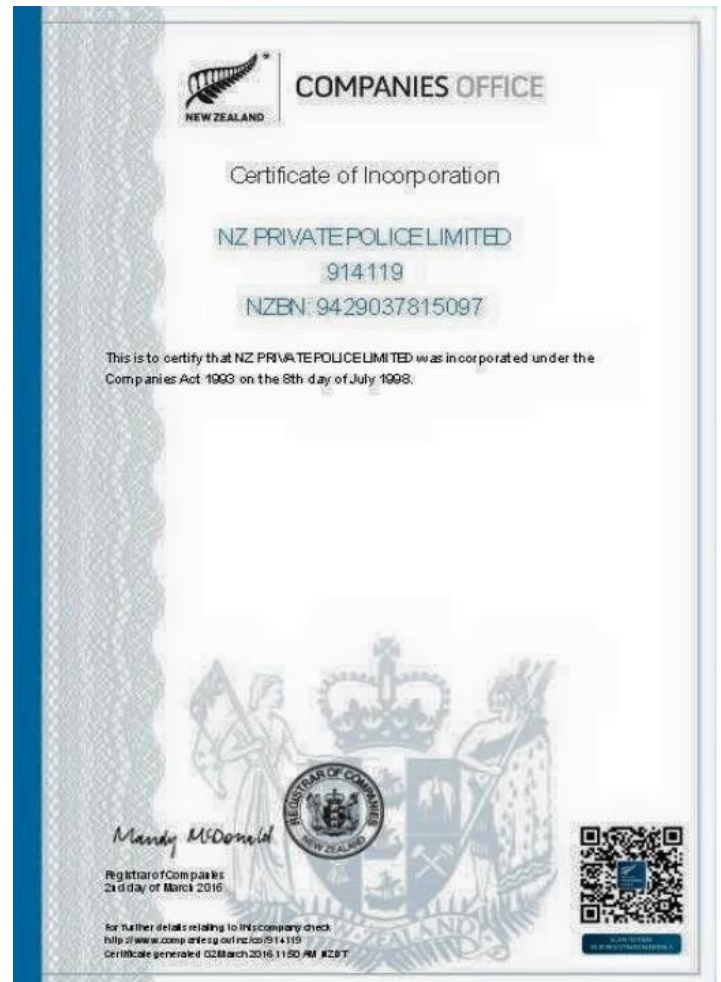 NEW ZEALAND
COMPANIES OFFICE
Certificate of Incorporation
NZ PRIVATE POLICE LIMITED
914119
NZBN: 9429037815097
This is to certify that NZ PRIVATE POLICE LIMITED was incorporated under the
Companies Act 1993 on the 8th day of July 1998.
REGISTRAR OF COMPANIES
NEW ZEALAND
Mandy McDonald
Registrar of Companies
2nd day of March 2016
For further details relating to this company check
http://www.companies.govt.nz/co/914119
Certificate generated 02 March 2016 11:50 AM NZDT